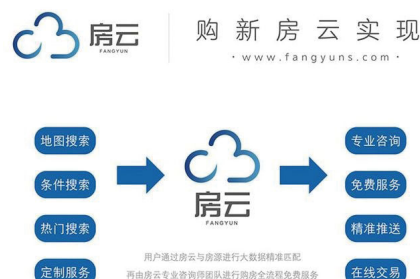 房云
FANGYUN
购新房云实现
· www.fangyuns.com ·
地图搜索
条件搜索
热门搜索
定制服务
房云
FANGYUN
专业咨询
免费服务
精准推送
在线交易
用户通过房云与房源进行大数据精准匹配
再由房云专业咨询师团队进行购房全流程免费服务